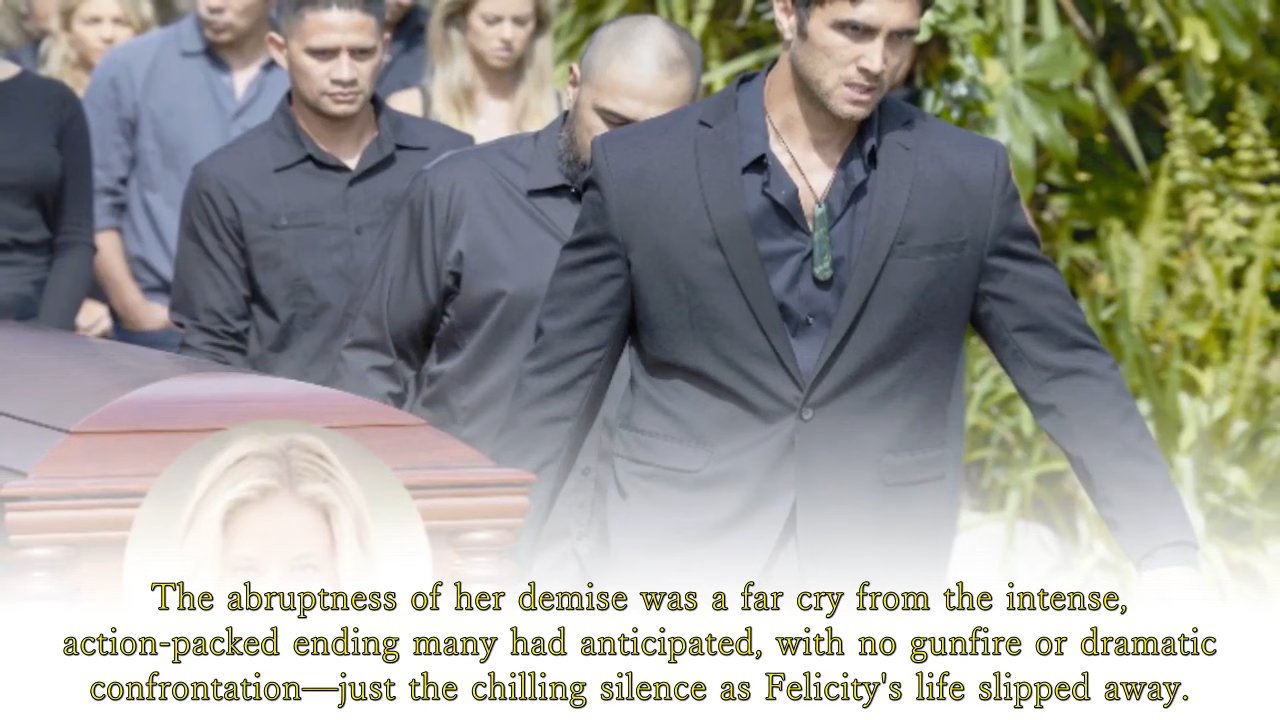 The abruptness of her demise was a far cry from the intense,
action-packed ending many had anticipated, with no gunfire or dramatic
confrontation—just the chilling silence as Felicity's life slipped away.